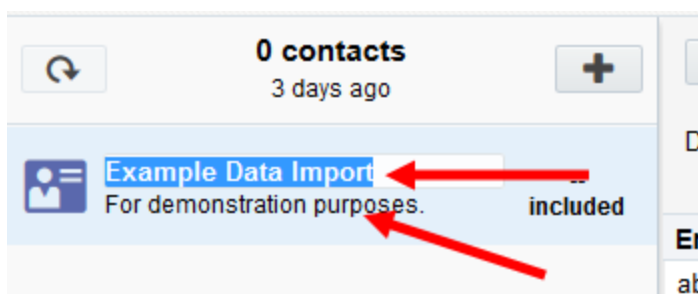 0 contacts
3 days ago
D
Example Data Import
--
For demonstration purposes.
included